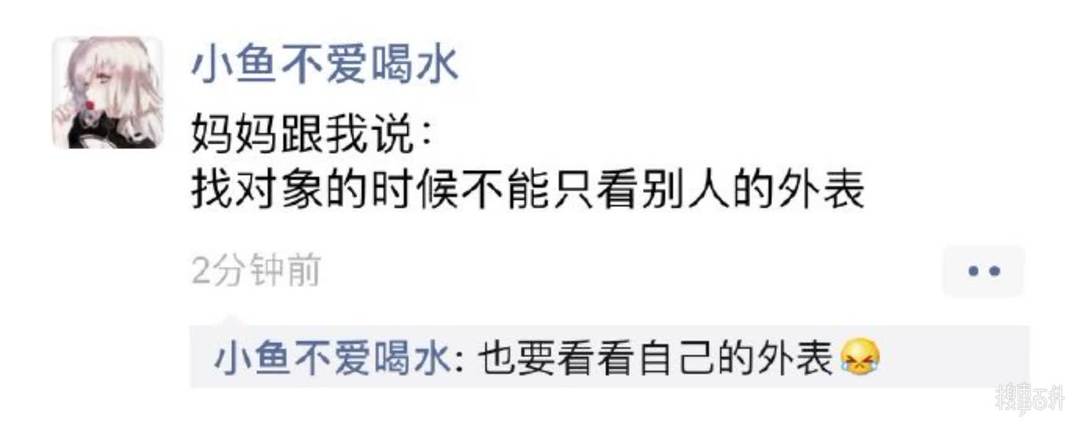 小鱼不爱喝水
妈妈跟我说：
找对象的时候不能只看别人的外表
2分钟前
小鱼不爱喝水: 也要看看自己的外表